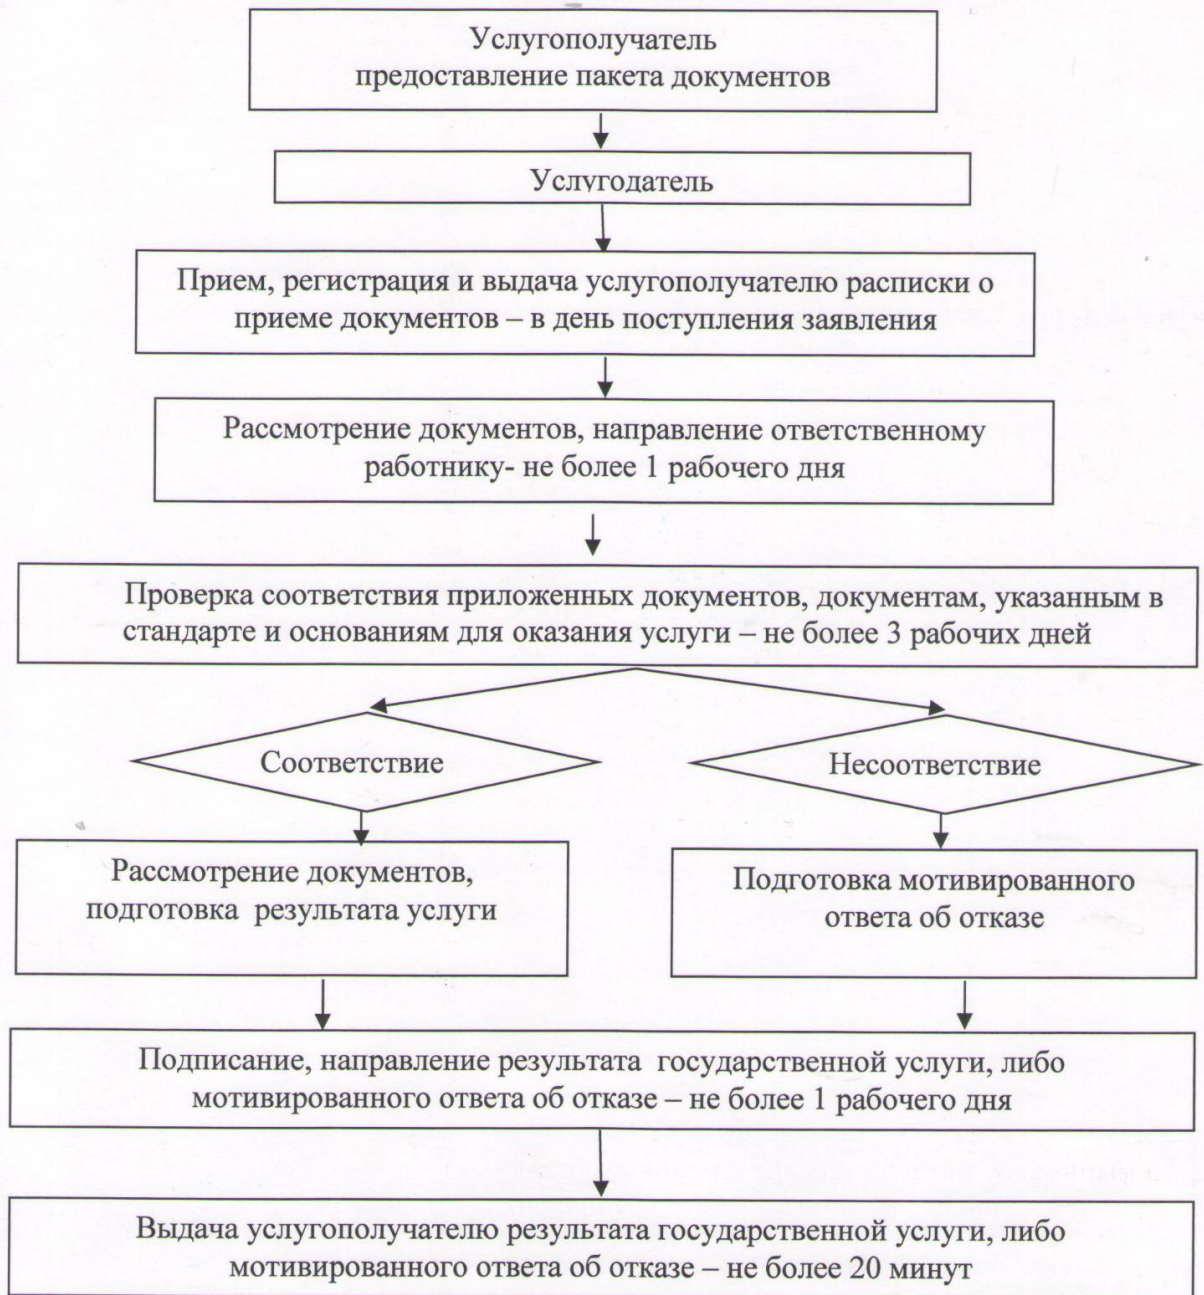 Услугополучатель
предоставление пакета документов
Услугодатель
Прием, регистрация и выдача услугополучателю расписки о
приеме документов – в день поступления заявления
Рассмотрение документов, направление ответственному
работнику- не более 1 рабочего дня
Проверка соответствия приложенных документов, документам, указанным в
стандарте и основаниям для оказания услуги – не более 3 рабочих дней
Соответствие
Несоответствие
Рассмотрение документов,
подготовка результата услуги
Подготовка мотивированного
ответа об отказе
Подписание, направление результата государственной услуги, либо
мотивированного ответа об отказе – не более 1 рабочего дня
Выдача услугополучателю результата государственной услуги, либо
мотивированного ответа об отказе – не более 20 минут